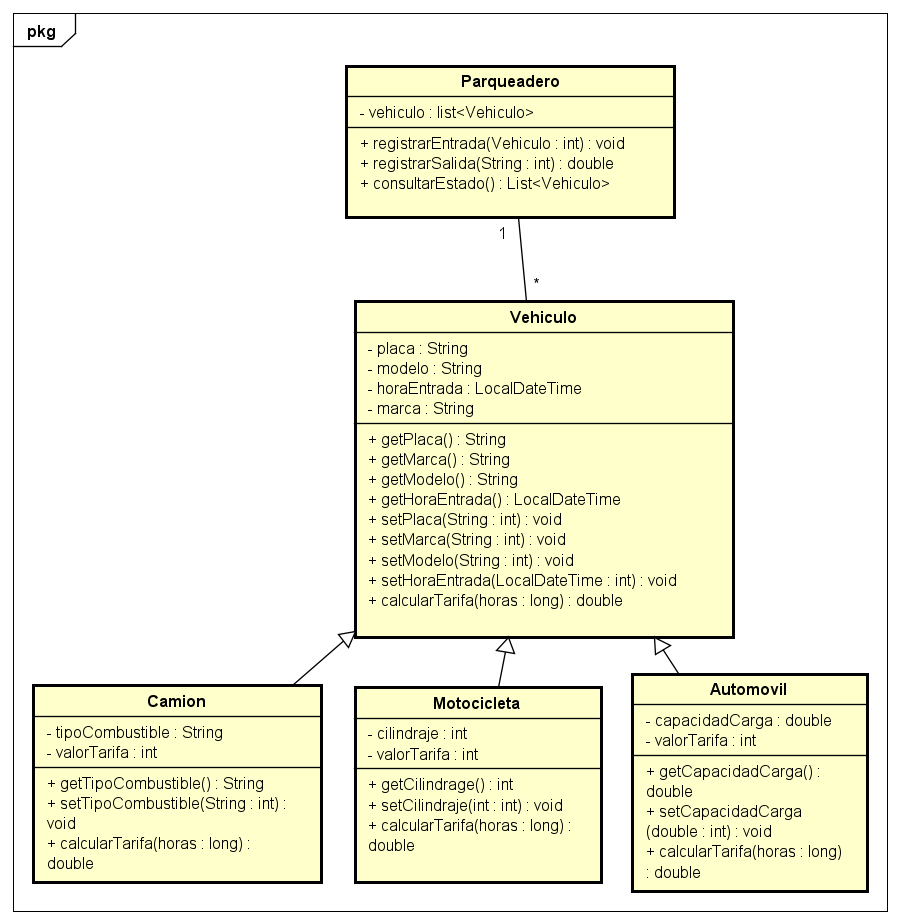 pkg
Parqueadero
- vehiculo : list<Vehiculo>
+ registrarEntrada(Vehiculo : int) : void
+ registrarSalida(String : int) : double
+ consultarEstado() : List<Vehiculo>
1
*
Vehiculo
- placa : String
- modelo : String
- horaEntrada : LocalDateTime
- marca : String
+ getPlaca() : String
+ getMarca() : String
+ getModelo() : String
+ getHoraEntrada() : LocalDateTime
+ setPlaca(String : int) : void
+ setMarca(String : int) : void
+ setModelo(String : int) : void
+ setHoraEntrada(LocalDateTime : int) : void
+ calcularTarifa(horas : long) : double
Camion
- tipoCombustible : String
- valorTarifa : int
+ getTipoCombustible() : String
+ setTipoCombustible(String : int) :
void
+ calcularTarifa(horas : long) :
double
Motocicleta
- cilindraje : int
- valorTarifa : int
+ getCilindrage() : int
+ setCilindraje(int : int) : void
+ calcularTarifa(horas : long) :
double
Automovil
- capacidadCarga : double
- valorTarifa : int
+ getCapacidadCarga() :
double
+ setCapacidadCarga
(double : int) : void
+ calcularTarifa(horas : long)
: double